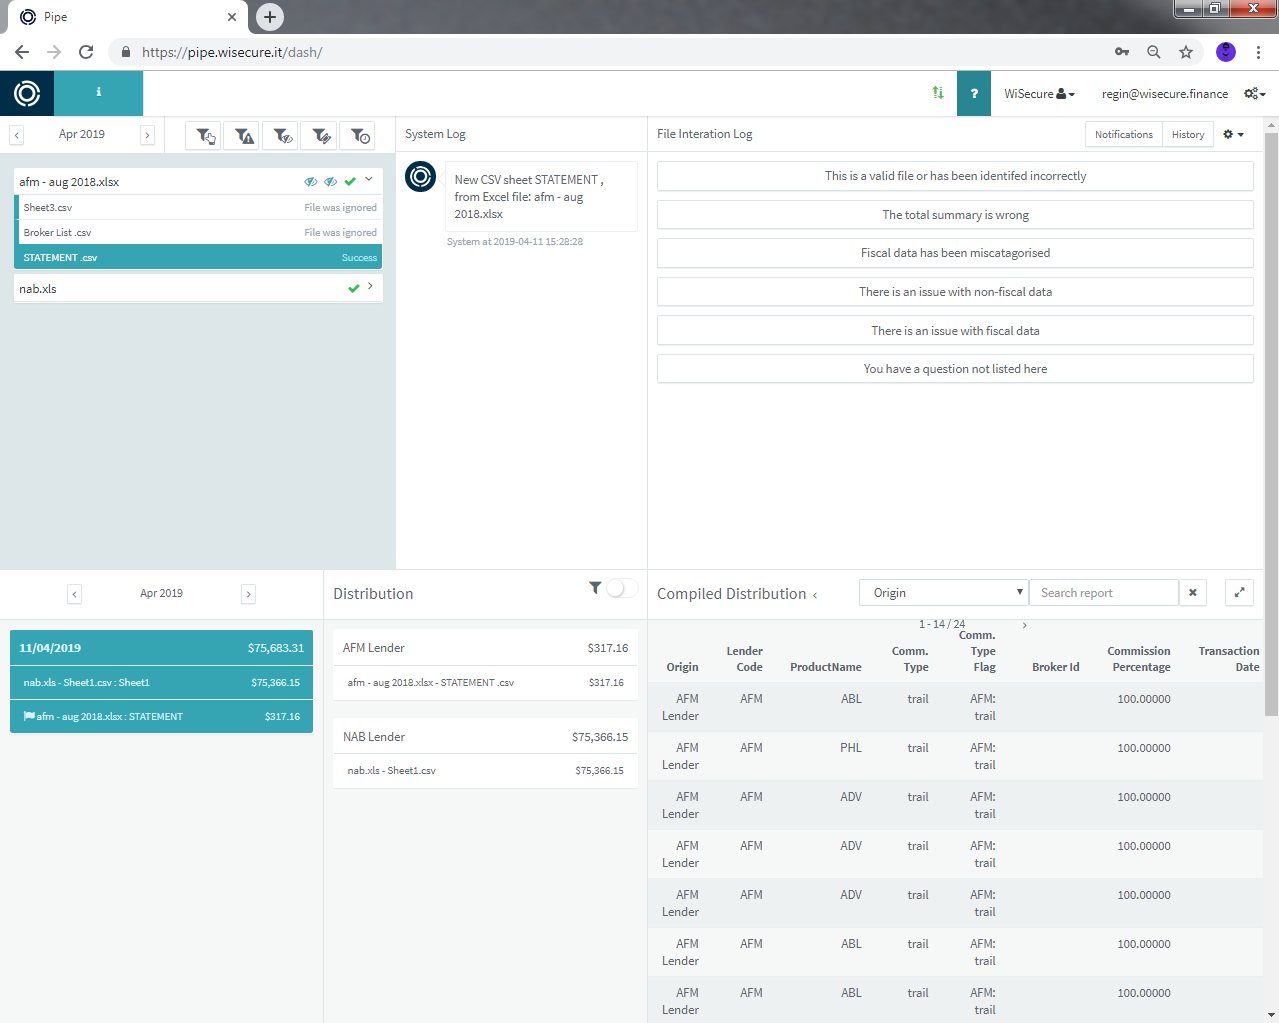 Pipe
https://pipe.wisecure.it/dash/
i
?
WiSecure
regin@wisecure.finance
Apr 2019
System Log
File Interation Log
Notifications
History
afm - aug 2018.xlsx
Sheet3.csv File was ignored
Broker List .csv File was ignored
STATEMENT .csv Success
nab.xls
New CSV sheet STATEMENT ,
from Excel file: afm - aug
2018.xlsx
System at 2019-04-11 15:28:28
This is a valid file or has been identifed incorrectly
The total summary is wrong
Fiscal data has been miscatagorised
There is an issue with non-fiscal data
There is an issue with fiscal data
You have a question not listed here
Apr 2019
11/04/2019 $75,683.31
nab.xls - Sheet1.csv : Sheet1 $75,366.15
afm - aug 2018.xlsx : STATEMENT $317.16
Distribution
AFM Lender $317.16
afm - aug 2018.xlsx - STATEMENT .csv $317.16
NAB Lender $75,366.15
nab.xls - Sheet1.csv $75,366.15
Compiled Distribution
Origin
Search report
1 - 14 / 24
Origin Lender Code ProductName Comm. Type Comm. Type Flag Broker Id Commission Percentage Transaction Date
AFM Lender AFM ABL trail AFM: trail 100.00000
AFM Lender AFM PHL trail AFM: trail 100.00000
AFM Lender AFM ADV trail AFM: trail 100.00000
AFM Lender AFM ADV trail AFM: trail 100.00000
AFM Lender AFM ADV trail AFM: trail 100.00000
AFM Lender AFM ABL trail AFM: trail 100.00000
AFM Lender AFM ABL trail AFM: trail 100.00000